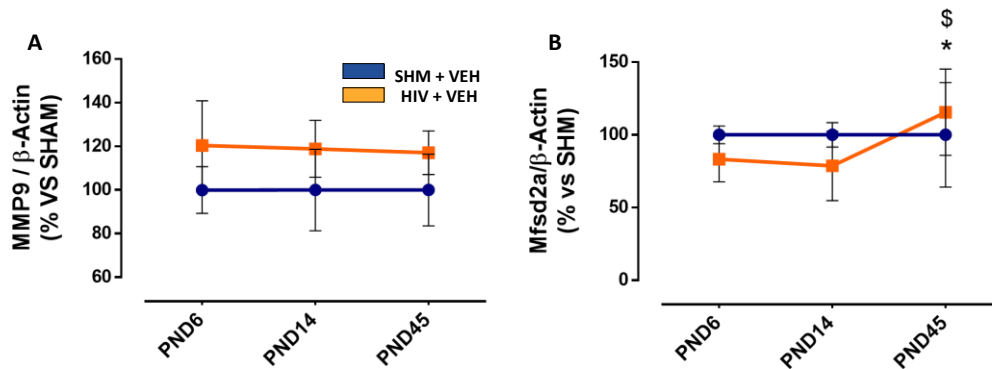 A
MMP9 / β-Actin
(% VS SHAM)
160
140
120
100
80
60
PND6
PND14
PND45
SHM + VEH
HIV + VEH
B
$
*
Mfsd2a/β-Actin
(% vs SHM)
150
100
50
0
PND6
PND14
PND45